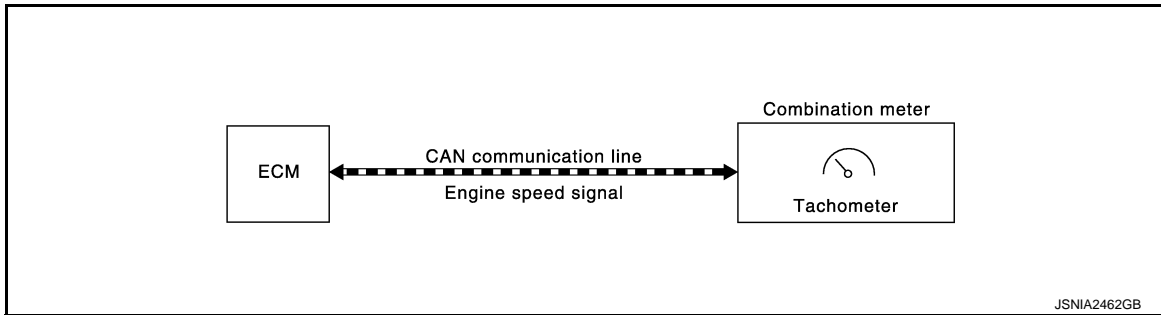 Combination meter
ECM
CAN communication line
Engine speed signal
Tachometer
JSNIA2462GB